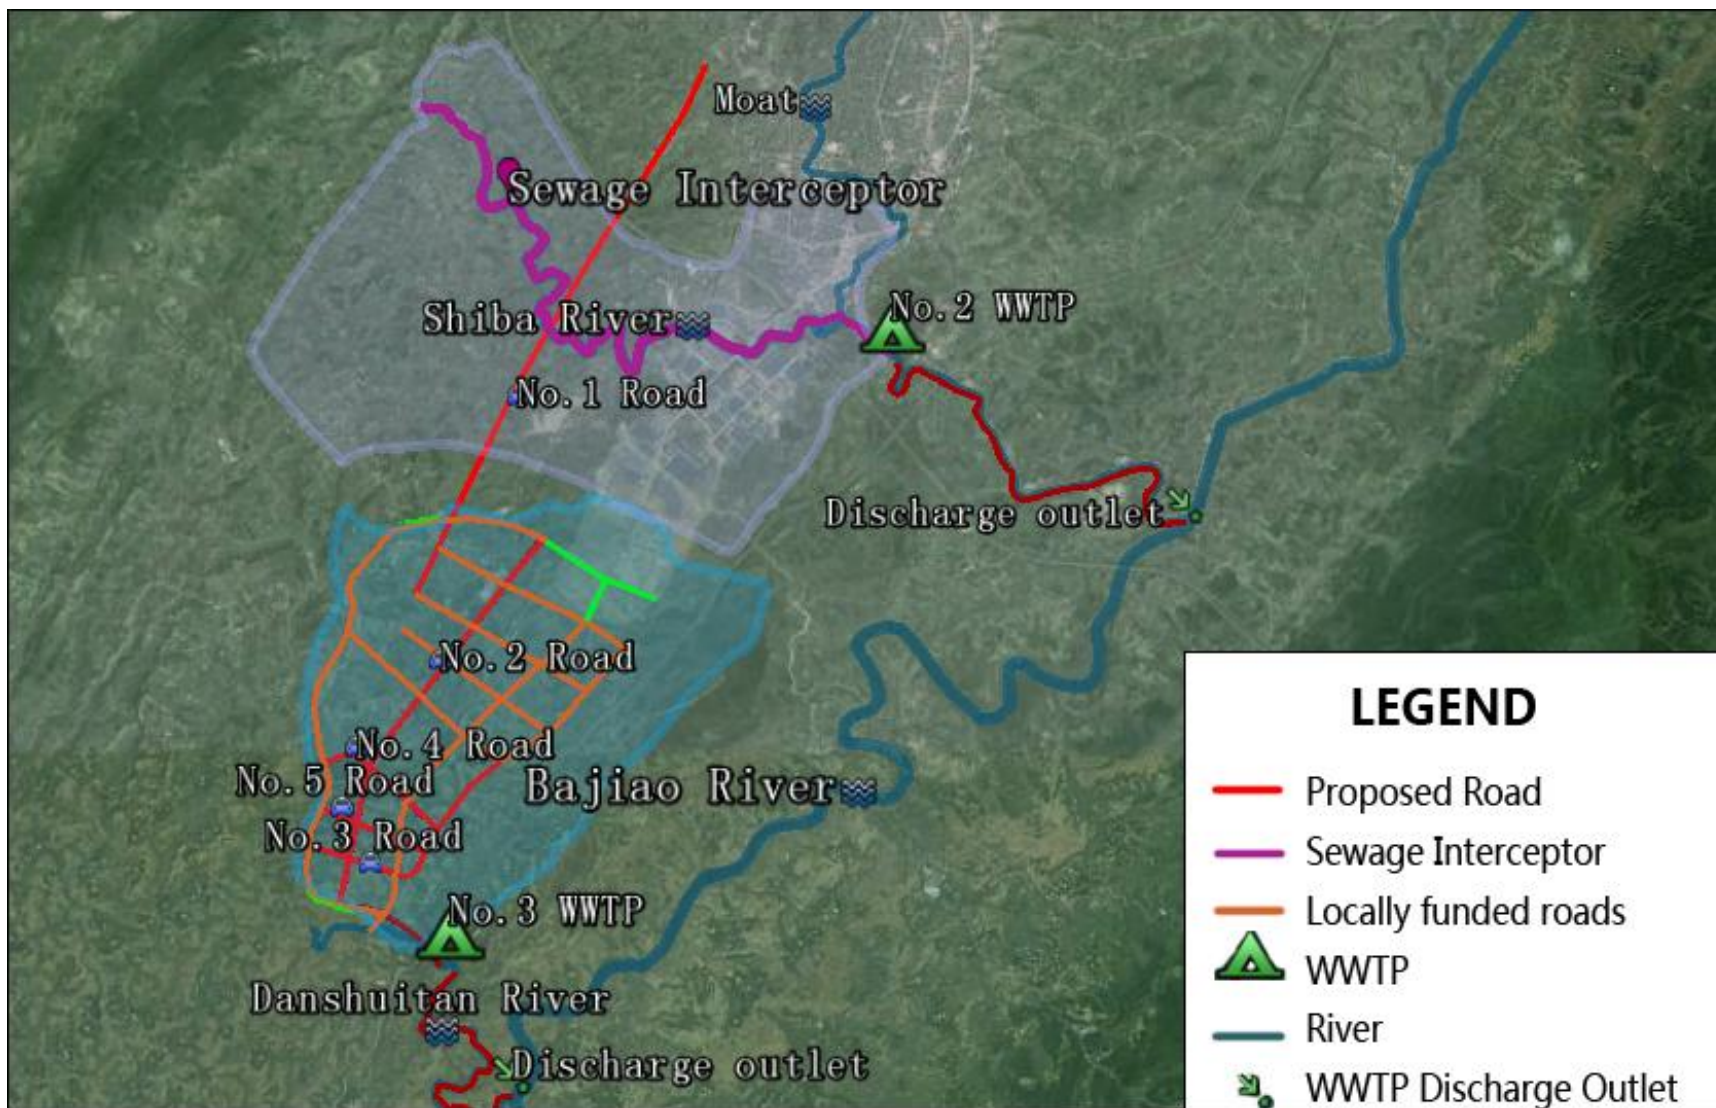 Moat
Sewage Interceptor
No.2 WWTP
Shiba River
No.1 Road
Discharge outlet
No.2 Road
No.4 Road
No.5 Road
Bajiao River
No.3 Road
No.3 WWTP
Danshuitan River
Discharge outlet
LEGEND
Proposed Road
Sewage Interceptor
Locally funded roads
WWTP
River
WWTP Discharge Outlet